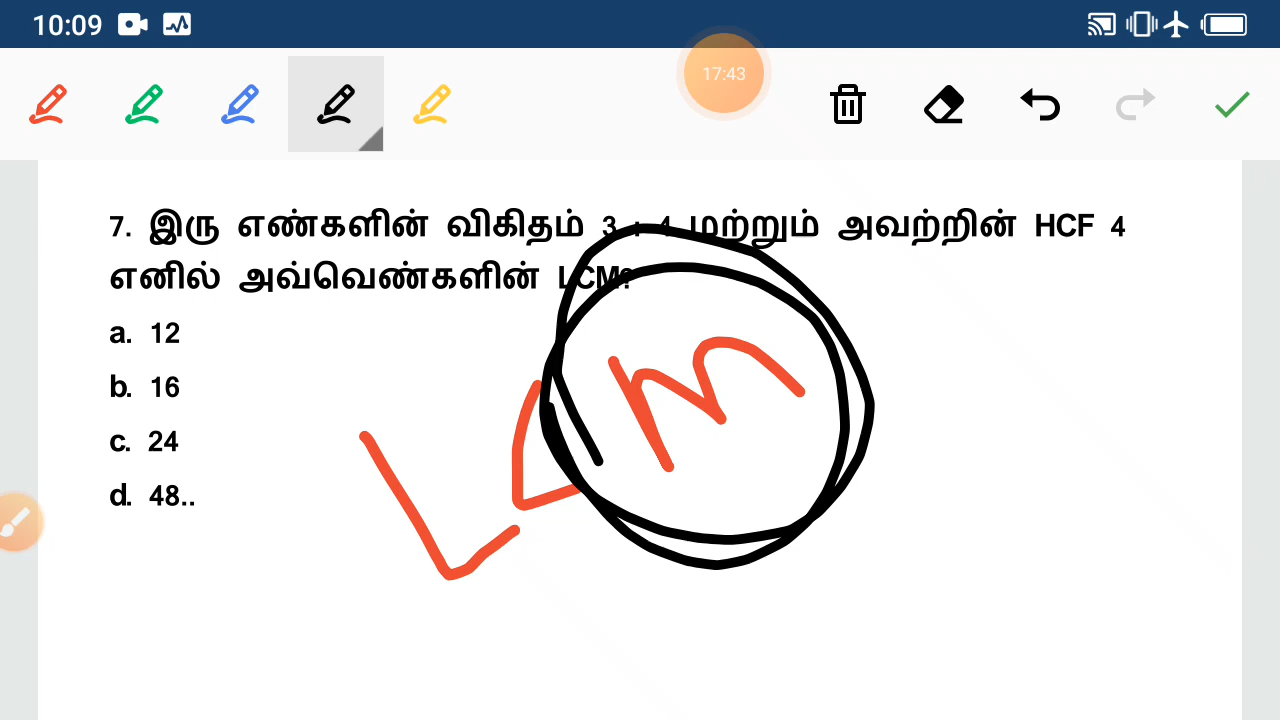 10:09
17:43
7. இரு எண்களின் விகிதம் 3 : 4 மற்றும் அவற்றின் HCF 4
எனில் அவ்வெண்களின் LCM?
a. 12
b. 16
c. 24
d. 48..
LCM